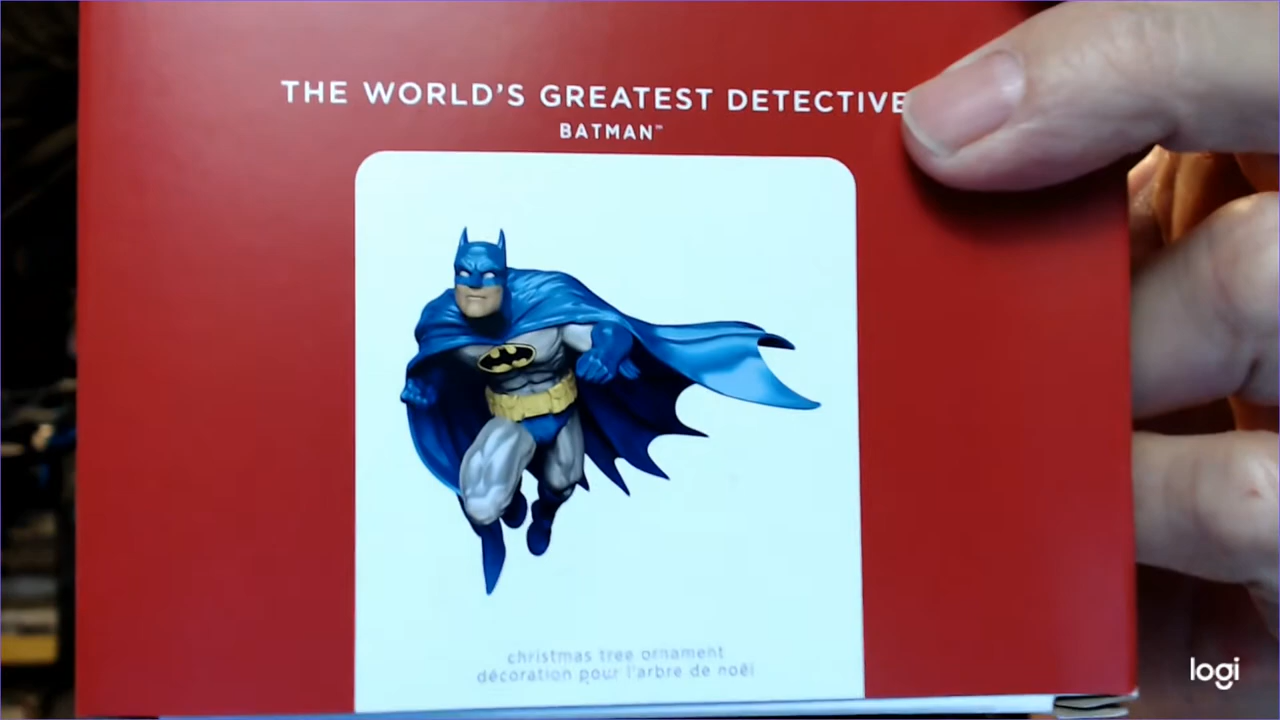 THE WORLD'S GREATEST DETECTIVE
BATMAN™
christmas tree ornament
décoration pour l'arbre de noël
logi